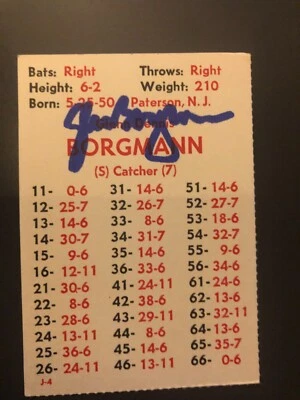 Bats: Right Throws: Right
Height: 6-2 Weight: 210
Born: 5-25-50 Paterson, N. J.
Dennis
BORGMANN
(S) Catcher (7)
11- 0-6 31- 14-6 51- 14-6
12- 25-7 32- 26-7 52- 27-7
13- 14-6 33- 8-6 53- 18-6
14- 30-7 34- 31-7 54- 32-7
15- 9-6 35- 14-6 55- 9-6
16- 12-11 36- 33-6 56- 34-6
21- 30-6 41- 24-6 61- 24-6
22- 8-6 42- 38-6 62- 13-6
23- 8-6 43- 29-6 63- 31-6
24- 13-11 44- 13-11 64- 12-11
25- 36-6 45- 14-6 65- 35-6
26- 24-11 46- 13-11 66- 0-6
J-4